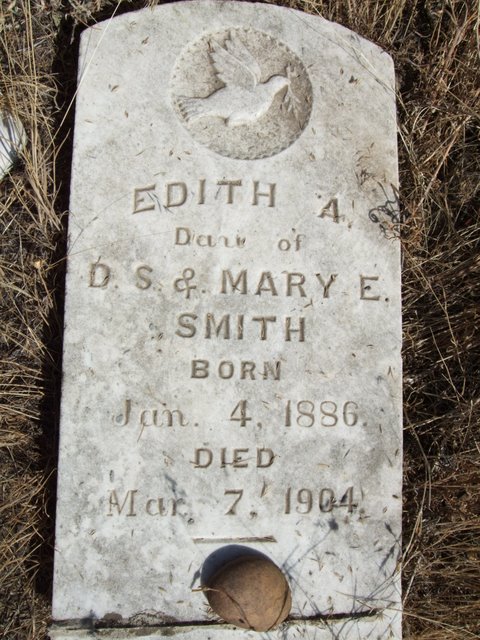 EDITH A.
Dau. of
D. S. & MARY E.
SMITH
BORN
Jan. 4, 1886.
DIED
Mar. 7, 1904.